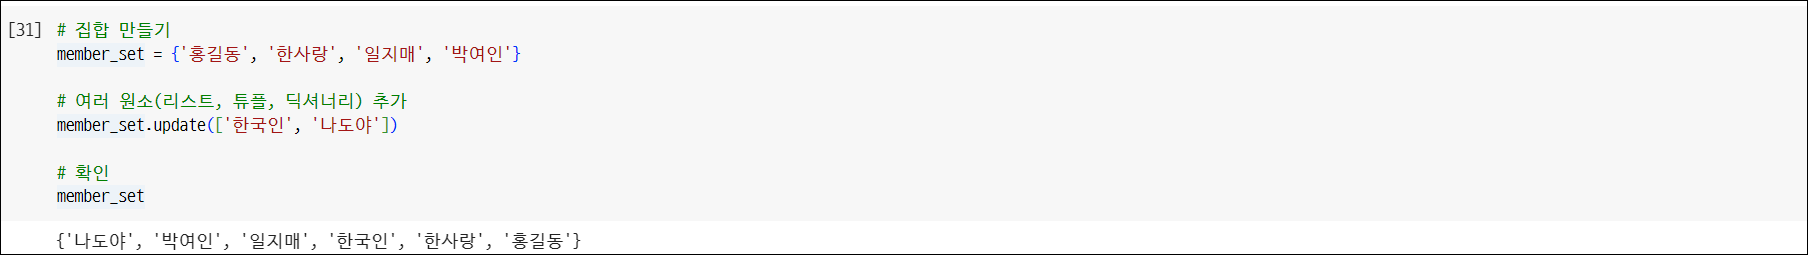 [31] # 집합 만들기
member_set = {'홍길동', '한사랑', '일지매', '박여인'}
# 여러 원소(리스트, 튜플, 딕셔너리) 추가
member_set.update(['한국인', '나도야'])
# 확인
member_set
{'나도야', '박여인', '일지매', '한국인', '한사랑', '홍길동'}